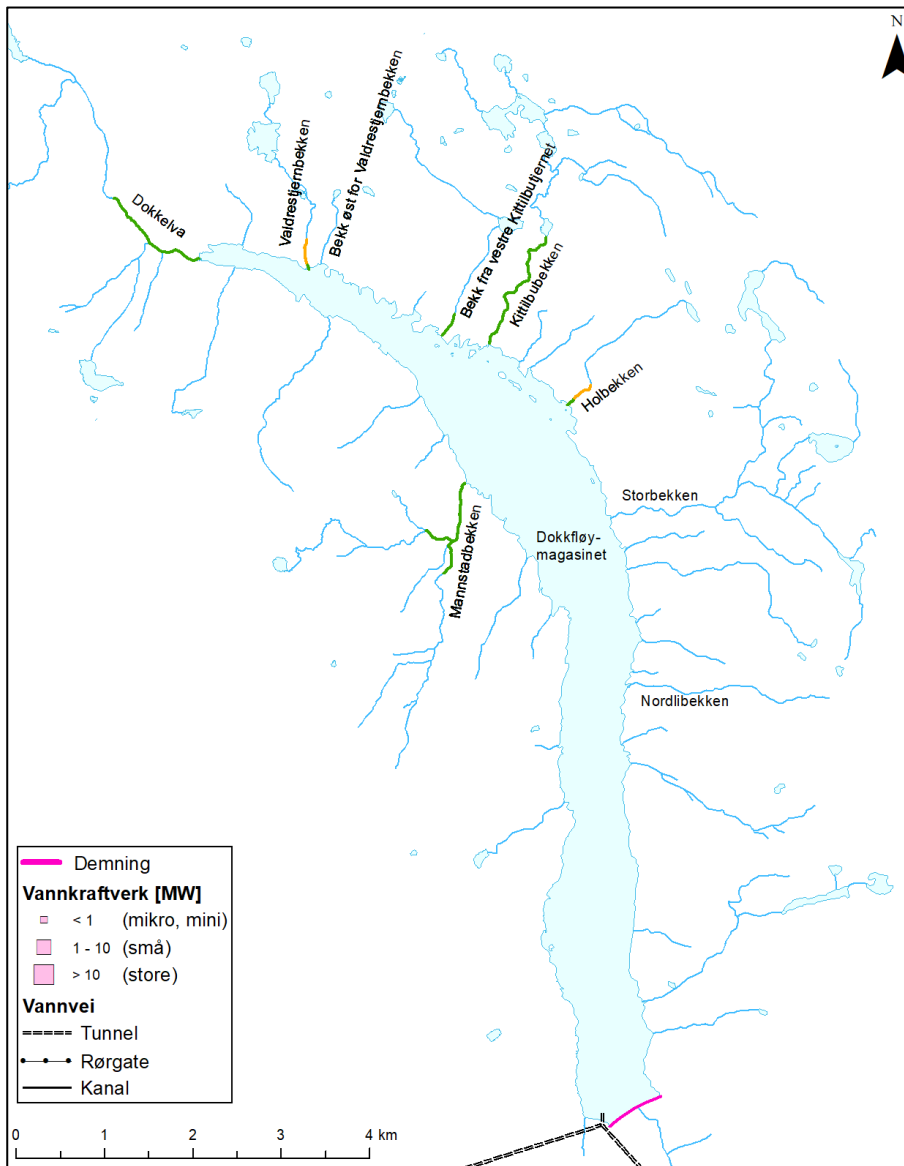 N
Dokkelva
Valdrestjernbekken
Bekk øst for Valdrestjernbekken
Bekk fra vestre Kittilbutjernet
Kittilbubekken
Holbekken
Storbekken
Dokkfløy-
magasinet
Mannstadbekken
Nordlibekken
Demning
Vannkraftverk [MW]
< 1 (mikro, mini)
1 - 10 (små)
> 10 (store)
Vannvei
Tunnel
Rørgate
Kanal
0 1 2 3 4 km